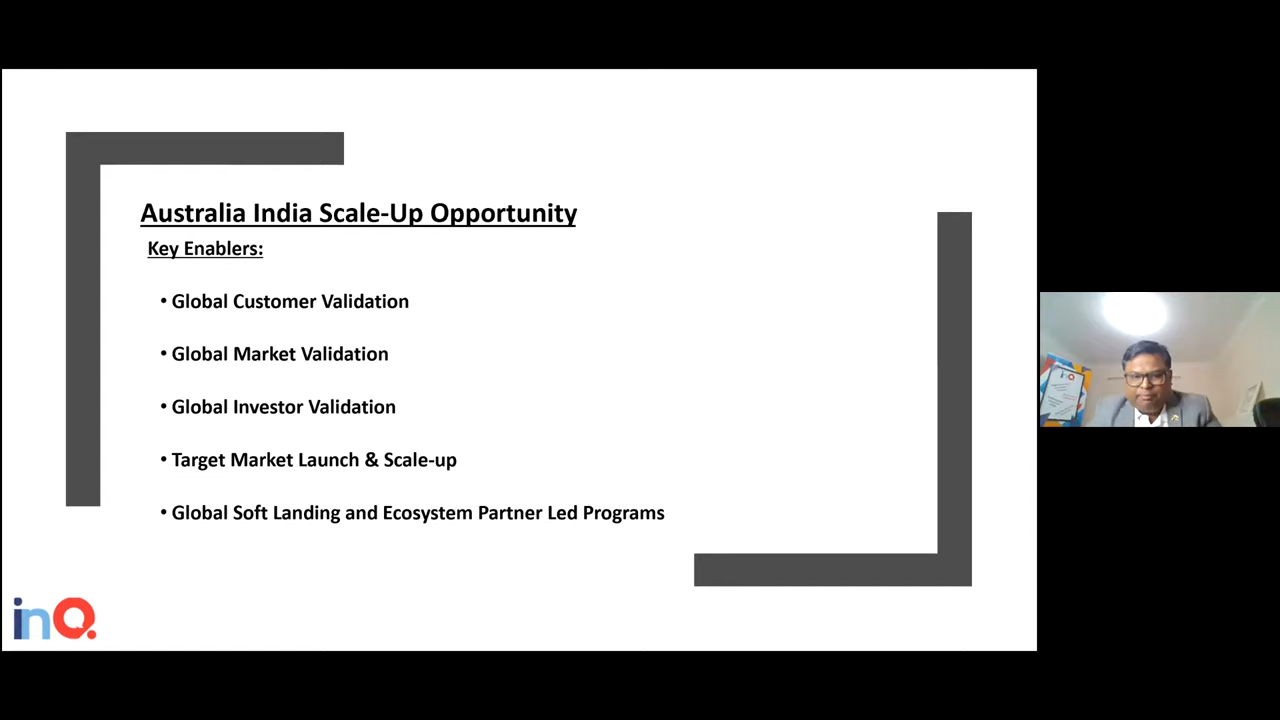 Australia India Scale-Up Opportunity
Key Enablers:
• Global Customer Validation
• Global Market Validation
• Global Investor Validation
• Target Market Launch & Scale-up
• Global Soft Landing and Ecosystem Partner Led Programs
inQ.
inQ